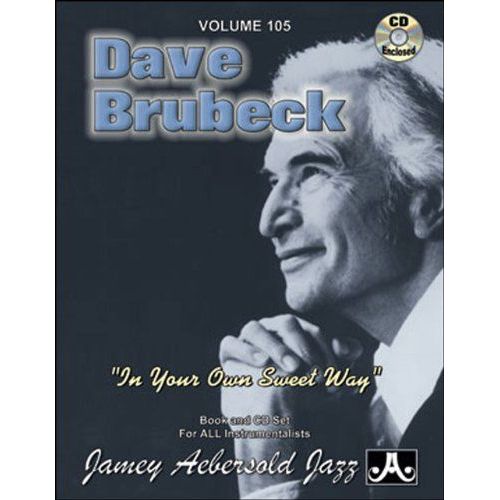 VOLUME 105
CD
Enclosed
Dave
Brubeck
"In Your Own Sweet Way"
Book and CD Set
For ALL Instrumentalists
Jamey Aebersold Jazz
JA